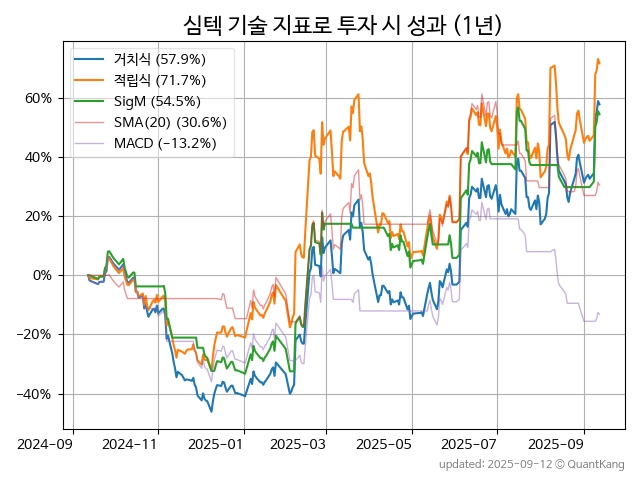 심텍 기술 지표로 투자 시 성과 (1년)
거치식 (57.9%)
적립식 (71.7%)
SigM (54.5%)
SMA(20) (30.6%)
MACD (−13.2%)
60%
40%
20%
0%
−20%
−40%
2024-09
2024-11
2025-01
2025-03
2025-05
2025-07
2025-09
updated: 2025-09-12 © QuantKang